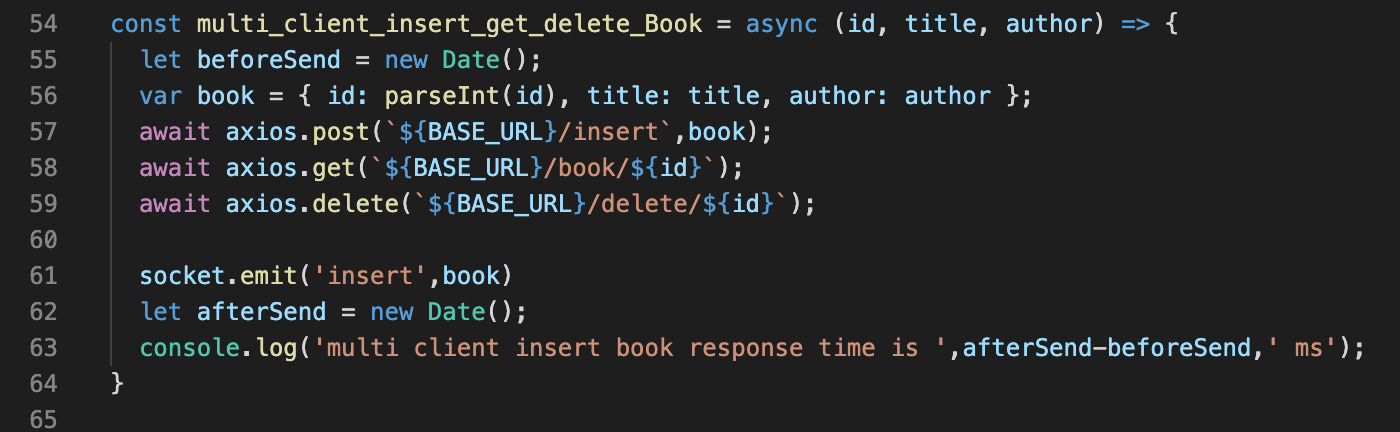 54 const multi_client_insert_get_delete_Book = async (id, title, author) => {
55 let beforeSend = new Date();
56 var book = { id: parseInt(id), title: title, author: author };
57 await axios.post(`${BASE_URL}/insert`,book);
58 await axios.get(`${BASE_URL}/book/${id}`);
59 await axios.delete(`${BASE_URL}/delete/${id}`);
60
61 socket.emit('insert',book)
62 let afterSend = new Date();
63 console.log('multi client insert book response time is ',afterSend-beforeSend,' ms');
64 }
65